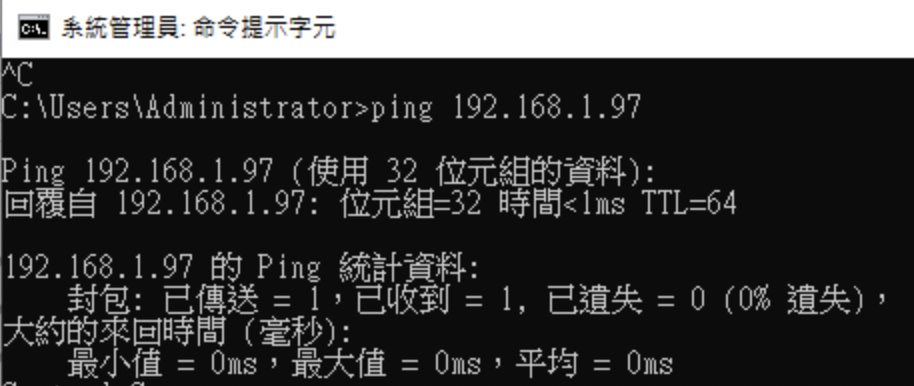 系統管理員: 命令提示字元
^C
C:\Users\Administrator>ping 192.168.1.97
Ping 192.168.1.97 (使用 32 位元組的資料):
回覆自 192.168.1.97: 位元組=32 時間<1ms TTL=64
192.168.1.97 的 Ping 統計資料:
封包: 已傳送 = 1，已收到 = 1, 已遺失 = 0 (0% 遺失)，
大約的來回時間 (毫秒):
最小值 = 0ms，最大值 = 0ms，平均 = 0ms